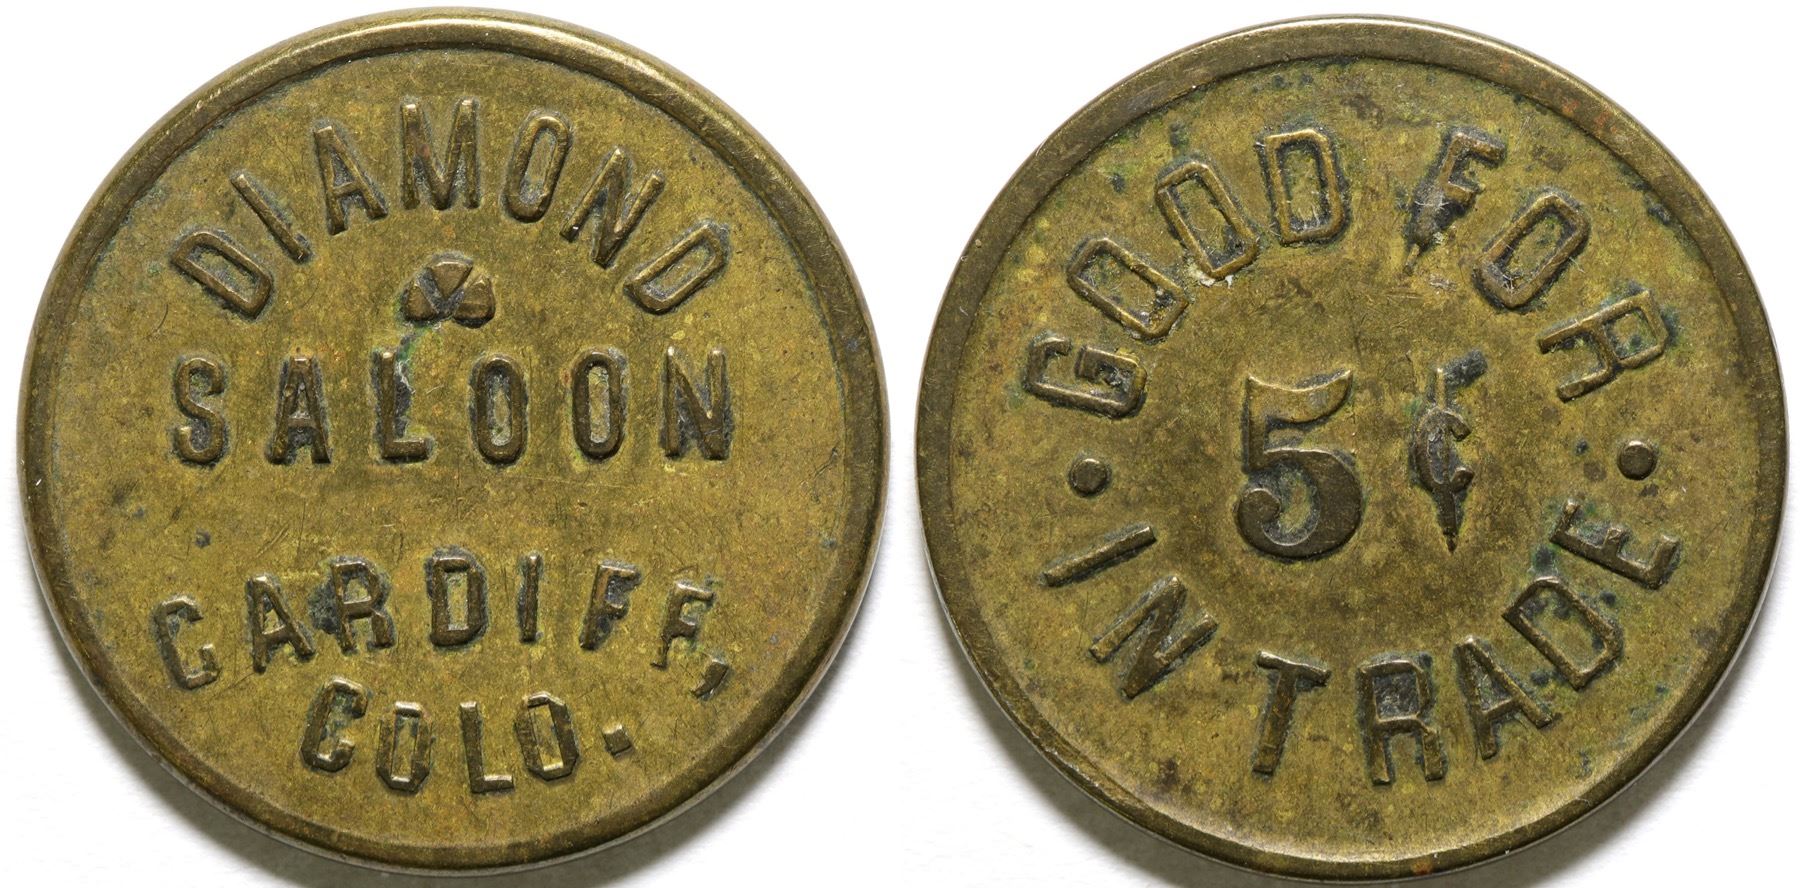 DIAMOND
SALOON
CARDIFF,
COLO.
GOOD FOR
5¢
· IN TRADE ·